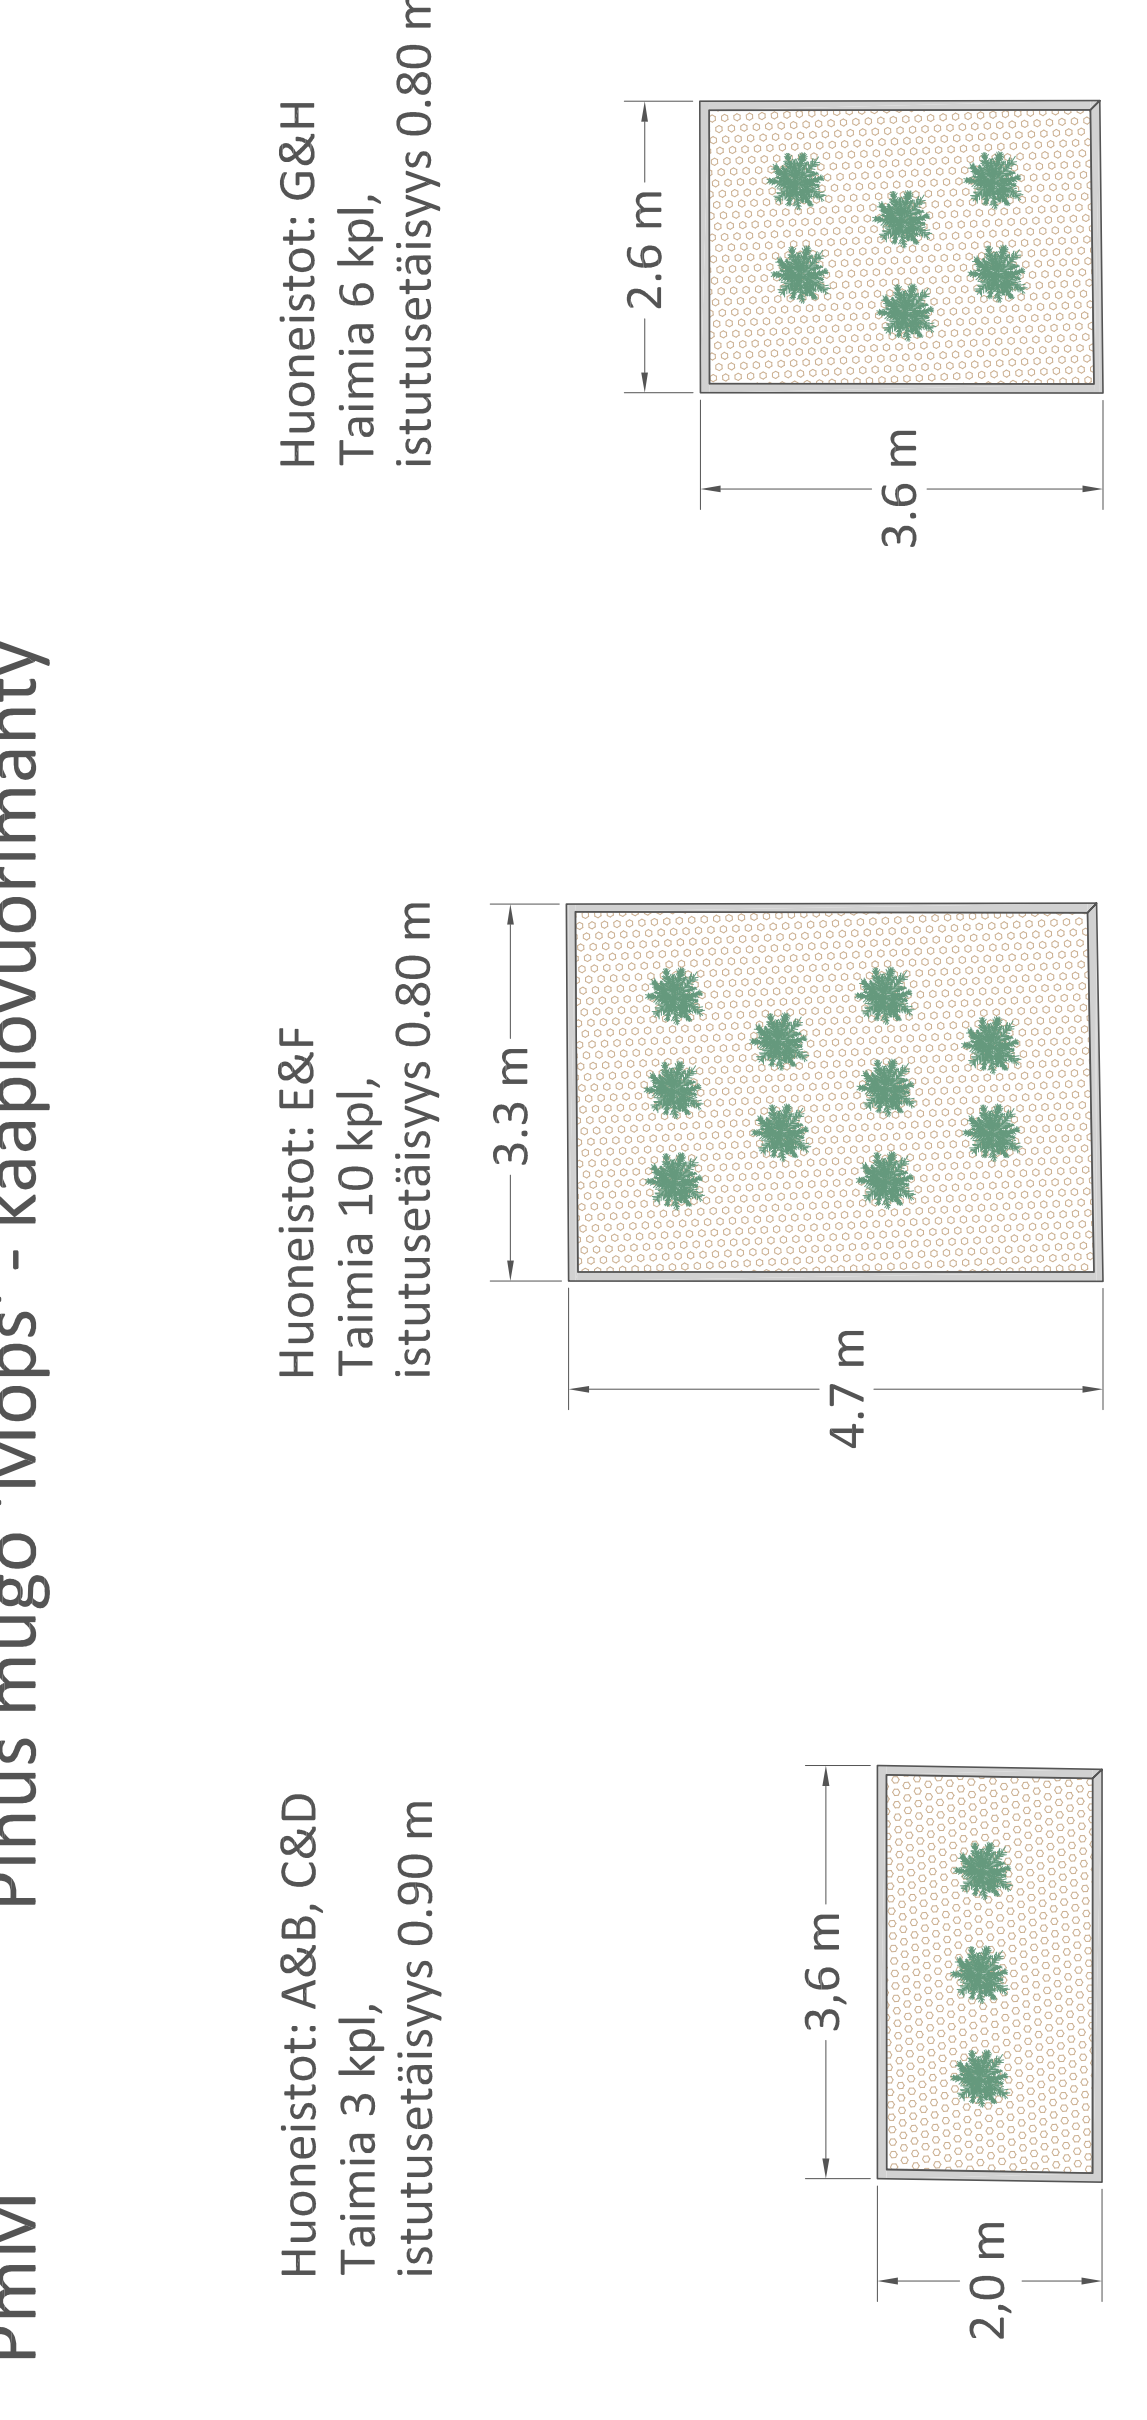 PmM Pinus mugo 'Mops' - kääpiövuorimänty
Huoneistot: A&B, C&D
Taimia 3 kpl,
istutusetäisyys 0.90 m
3,6 m
2,0 m
Huoneistot: E&F
Taimia 10 kpl,
istutusetäisyys 0.80 m
3.3 m
4.7 m
Huoneistot: G&H
Taimia 6 kpl,
istutusetäisyys 0.80 m
2.6 m
3.6 m